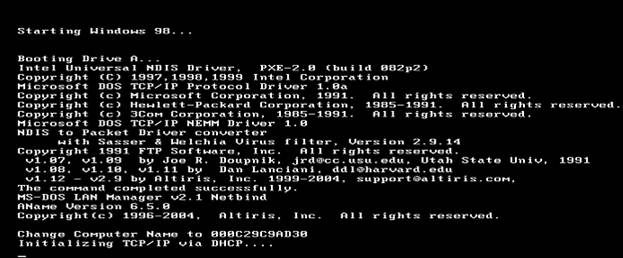 Starting Windows 98...
Booting Drive A...
Intel Universal NDIS Driver,  PXE-2.0 (build 082p2)
Copyright (C) 1997,1998,1999 Intel Corporation
Microsoft DOS TCP/IP Protocol Driver 1.0a
Copyright (c) Microsoft Corporation, 1991.  All rights reserved.
Copyright (c) Hewlett-Packard Corporation, 1985-1991.  All rights reserved.
Copyright (c) 3Com Corporation, 1985-1991.  All rights reserved.
Microsoft DOS TCP/IP NEMM Driver 1.0
NDIS to Packet Driver converter
with Sasser & Welchia Virus filter, Version 2.9.14
Copyright 1991 FTP Software, Inc.  All rights reserved.
v1.07, v1.09  by Joe R. Doupnik, jrd@cc.usu.edu, Utah State Univ, 1991
v1.08, v1.10, v1.11 by  Dan Lanciani, ddl@harvard.edu
v1.12 - v2.9 by Altiris, Inc. 1999-2004, support@altiris.com,
The command completed successfully.
MS-DOS LAN Manager v2.1 Netbind
AName Version 6.5.0
Copyright(c) 1996-2004,  Altiris, Inc.  All rights reserved.
Change Computer Name to 000C29C9AD30
Initializing TCP/IP via DHCP....